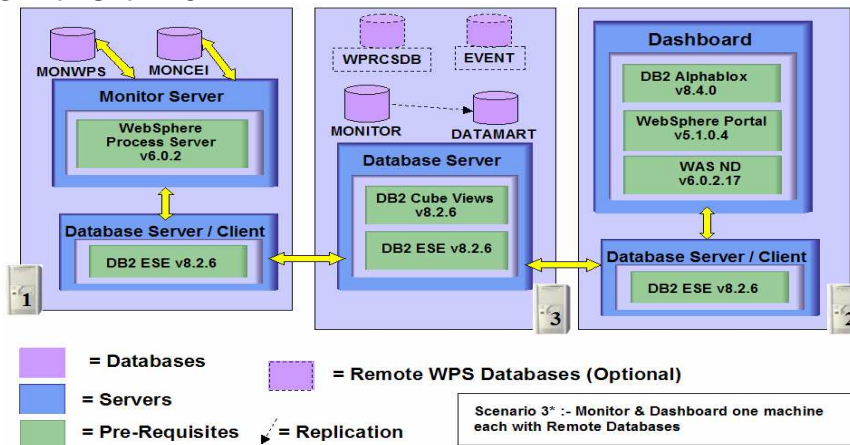 MONWPS
MONCEI
Monitor Server
WebSphere
Process Server
v6.0.2
Database Server / Client
DB2 ESE v8.2.6
1
WPRCSDB
EVENT
MONITOR
DATAMART
Database Server
DB2 Cube Views
v8.2.6
DB2 ESE v8.2.6
3
Dashboard
DB2 Alphablox
v8.4.0
WebSphere Portal
v5.1.0.4
WAS ND
v6.0.2.17
Database Server / Client
DB2 ESE v8.2.6
2
= Databases
= Servers
= Pre-Requisites
= Remote WPS Databases (Optional)
= Replication
Scenario 3* :- Monitor & Dashboard one machine
each with Remote Databases